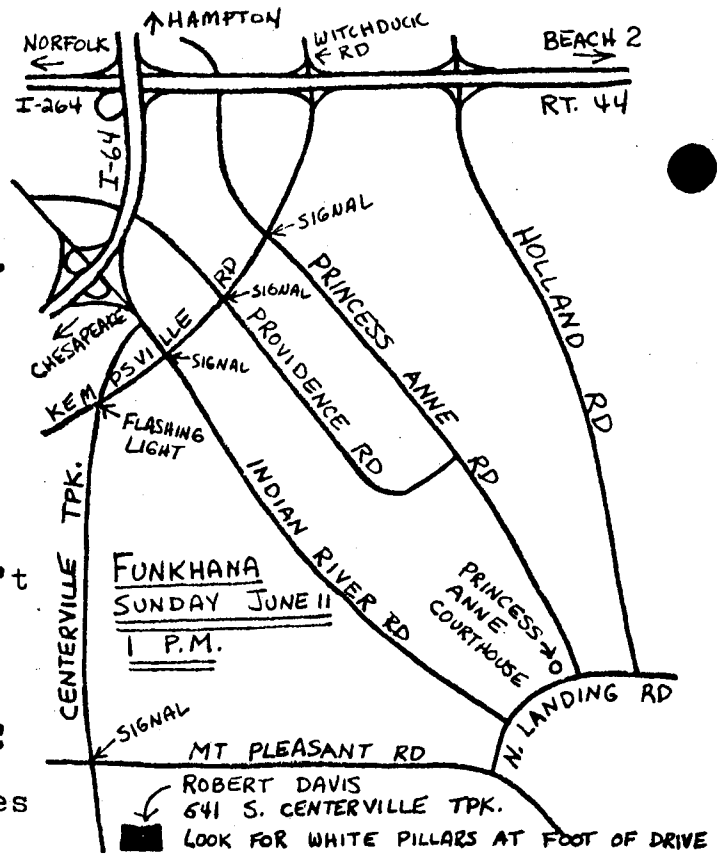 HAMPTON
NORFOLK
WITCHDUCK
RD
BEACH 2
I-264
RT. 44
I-64
SIGNAL
HOLLAND RD
PRINCESS ANNE RD
SIGNAL
PROVIDENCE RD
CHESAPEAKE
SIGNAL
KEMPSVILLE RD
FLASHING
LIGHT
INDIAN RIVER RD
CENTERVILLE TPK.
t
FUNKHANA
SUNDAY JUNE 11
1 P.M.
PRINCESS
ANNE
COURTHOUSE
N. LANDING RD
SIGNAL
MT PLEASANT RD
ROBERT DAVIS
641 S. CENTERVILLE TPK.
es
LOOK FOR WHITE PILLARS AT FOOT OF DRIVE